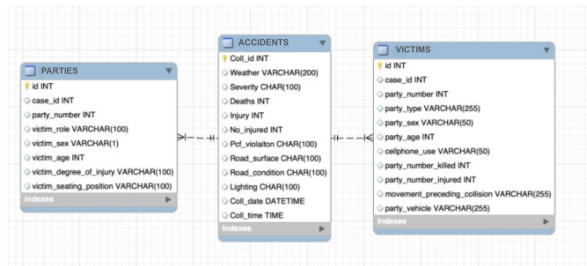 PARTIES
id INT
case_id INT
party_number INT
victim_role VARCHAR(100)
victim_sex VARCHAR(1)
victim_age INT
victim_degree_of_injury VARCHAR(100)
victim_seating_position VARCHAR(100)
Indexes
ACCIDENTS
Coll_id INT
Weather VARCHAR(200)
Severity CHAR(100)
Deaths INT
Injury INT
No_injured INT
Pcf_violaiton CHAR(100)
Road_surface CHAR(100)
Road_condition CHAR(100)
Lighting CHAR(100)
Coll_date DATETIME
Coll_time TIME
Indexes
VICTIMS
id INT
case_id INT
party_number INT
party_type VARCHAR(255)
party_sex VARCHAR(50)
party_age INT
cellphone_use VARCHAR(50)
party_number_killed INT
party_number_injured INT
movement_preceding_collision VARCHAR(255)
party_vehicle VARCHAR(255)
Indexes